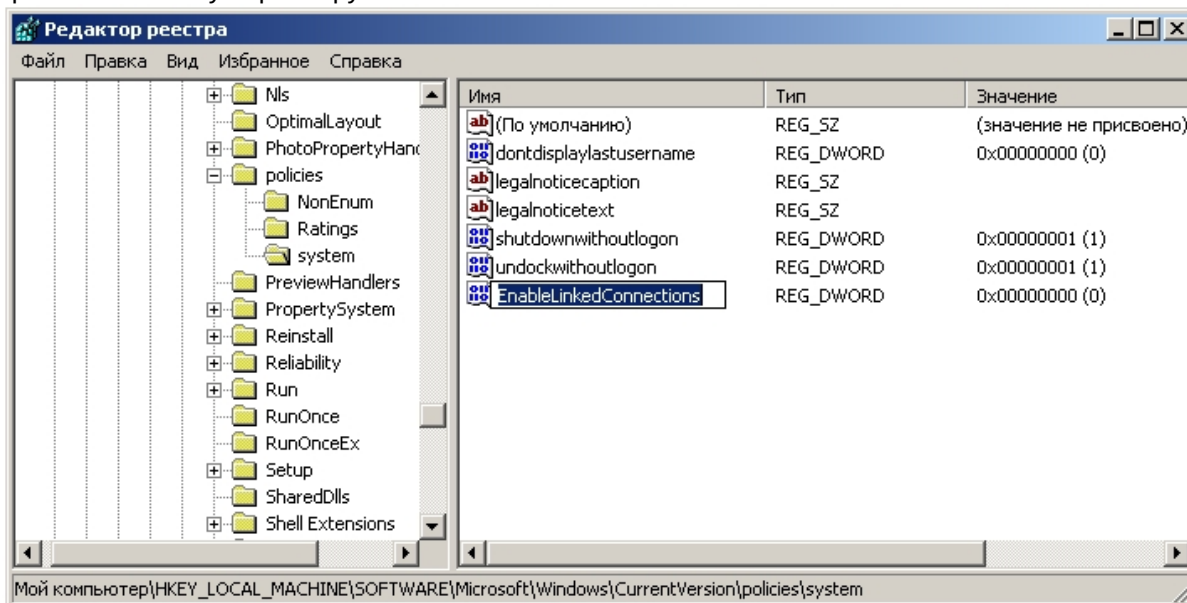 Редактор реестра
Файл Правка Вид Избранное Справка
Nls
OptimalLayout
PhotoPropertyHand
policies
NonEnum
Ratings
system
PreviewHandlers
PropertySystem
Reinstall
Reliability
Run
RunOnce
RunOnceEx
Setup
SharedDlls
Shell Extensions
Имя Тип Значение
(По умолчанию) REG_SZ (значение не присвоено)
dontdisplaylastusername REG_DWORD 0x00000000 (0)
legalnoticecaption REG_SZ
legalnoticetext REG_SZ
shutdownwithoutlogon REG_DWORD 0x00000001 (1)
undockwithoutlogon REG_DWORD 0x00000001 (1)
EnableLinkedConnections REG_DWORD 0x00000000 (0)
Мой компьютер\HKEY_LOCAL_MACHINE\SOFTWARE\Microsoft\Windows\CurrentVersion\policies\system